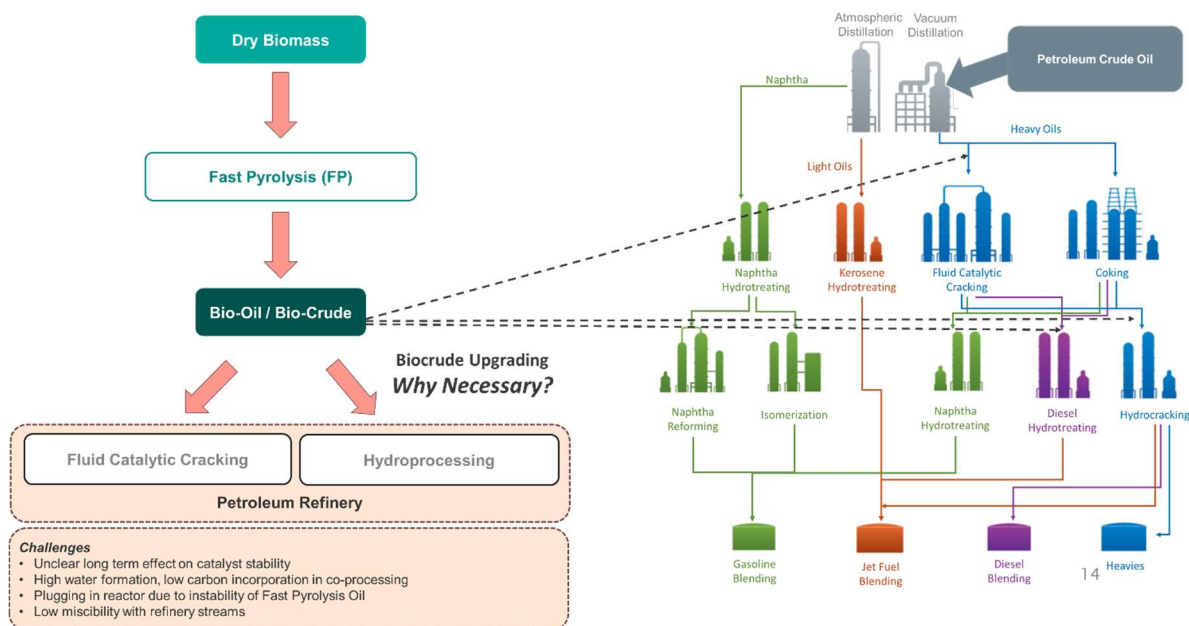 Dry Biomass
Fast Pyrolysis (FP)
Bio-Oil / Bio-Crude
Biocrude Upgrading
Why Necessary?
Fluid Catalytic Cracking
Hydroprocessing
Petroleum Refinery
Challenges
• Unclear long term effect on catalyst stability
• High water formation, low carbon incorporation in co-processing
• Plugging in reactor due to instability of Fast Pyrolysis Oil
• Low miscibility with refinery streams
Atmospheric
Distillation
Vacuum
Distillation
Petroleum Crude Oil
Naphtha
Heavy Oils
Light Oils
Naphtha
Hydrotreating
Kerosene
Hydrotreating
Fluid Catalytic
Cracking
Coking
Naphtha
Reforming
Isomerization
Naphtha
Hydrotreating
Diesel
Hydrotreating
Hydrocracking
Gasoline
Blending
Jet Fuel
Blending
Diesel
Blending
Heavies
14